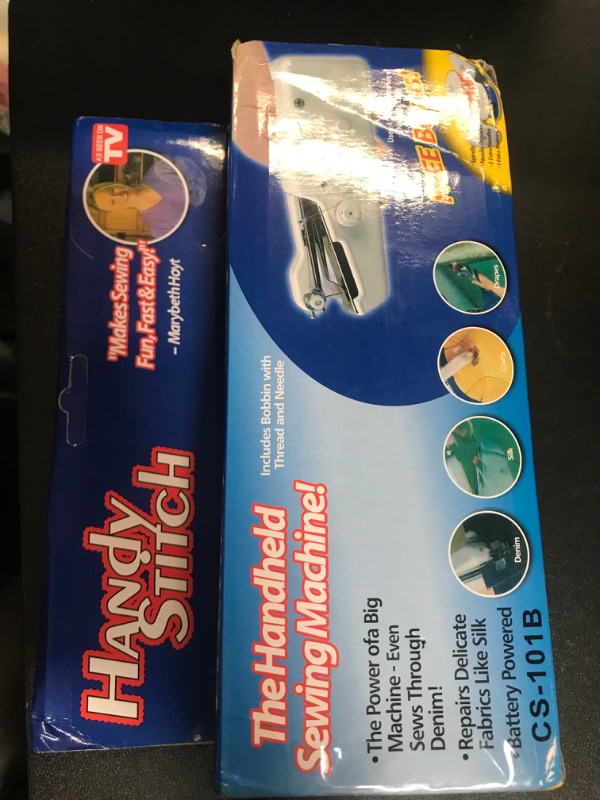 AS SEEN ON
TV
"Makes Sewing
Fun, Fast & Easy!"
– Marybeth Hoyt
HANDY
STITCH
Includes Bobbin with
Thread and Needle
The Handheld
Sewing Machine!
• The Power ofa Big
Machine - Even
Sews Through
Denim!
• Repairs Delicate
Fabrics Like Silk
Battery Powered
CS-101B
Drapes
Crafts
Silk
Denim